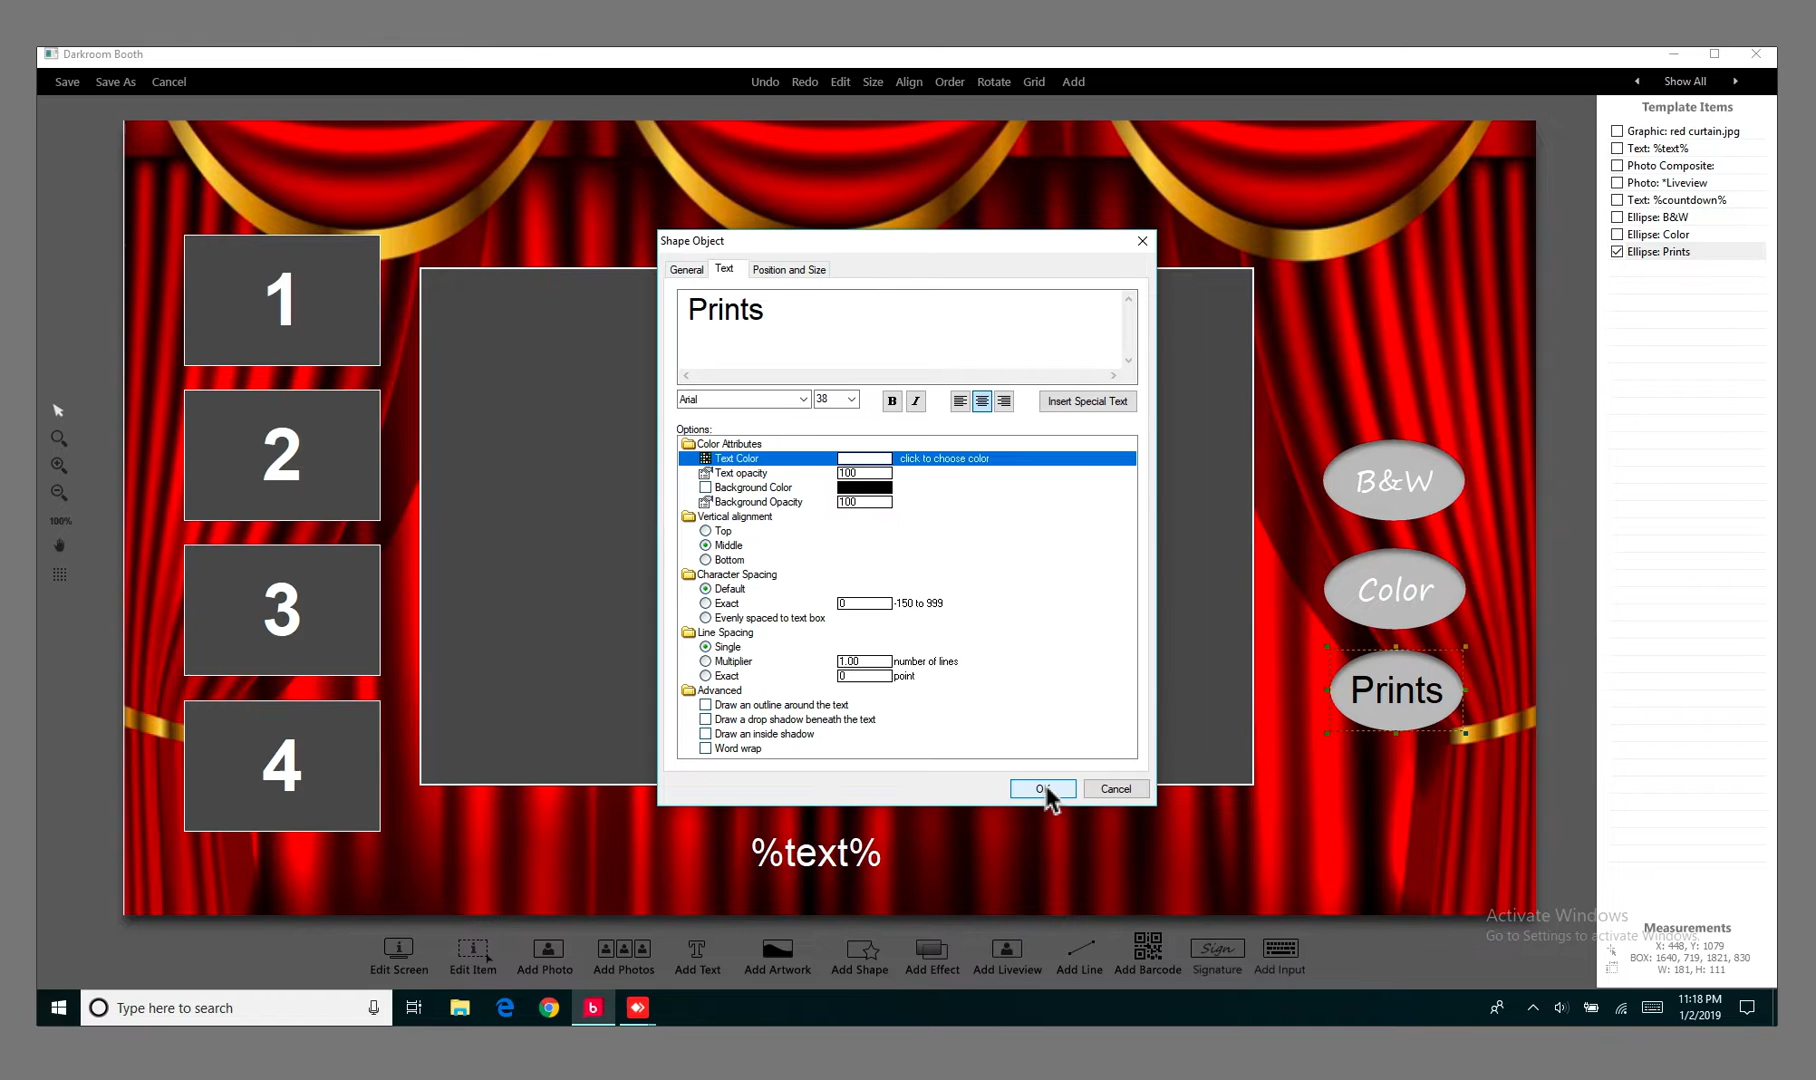 Darkroom Booth
Save Save As Cancel
Undo Redo Edit Size Align Order Rotate Grid Add
Show All
Template Items
Graphic: red curtain.jpg
Text: %text%
Photo Composite:
Photo: *Liveview
Text: %countdown%
Ellipse: B&W
Ellipse: Color
Ellipse: Prints
1
2
3
4
100%
Shape Object
General Text Position and Size
Prints
Arial 38 B I Insert Special Text
Options:
Color Attributes
Text Color click to choose color
Text opacity 100
Background Color
Background Opacity 100
Vertical alignment
Top
Middle
Bottom
Character Spacing
Default
Exact 0 -150 to 999
Evenly spaced to text box
Line Spacing
Single
Multiplier 1.00 number of lines
Exact 0 point
Advanced
Draw an outline around the text
Draw a drop shadow beneath the text
Draw an inside shadow
Word wrap
OK Cancel
B&W
Color
Prints
%text%
Activate Windows
Go to Settings to activate Windows.
Measurements
X: 448, Y: 1079
BOX: 1640, 719, 1821, 830
W: 181, H: 111
Edit Screen Edit Item Add Photo Add Photos Add Text Add Artwork Add Shape Add Effect Add Liveview Add Line Add Barcode Sign Signature Add Input
Type here to search
11:18 PM
1/2/2019